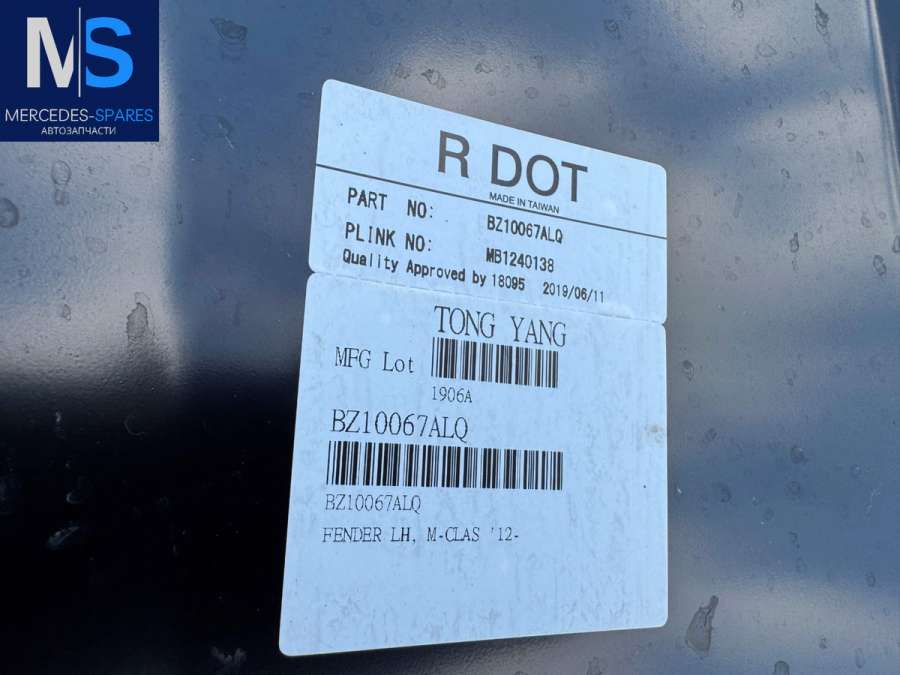 MS
MERCEDES-SPARES
АВТОЗАПЧАСТИ
R DOT
MADE IN TAIWAN
PART NO: BZ10067ALQ
PLINK NO: MB1240138
Quality Approved by 18095 2019/06/11
TONG YANG
MFG Lot
1906A
BZ10067ALQ
BZ10067ALQ
FENDER LH, M-CLAS '12-